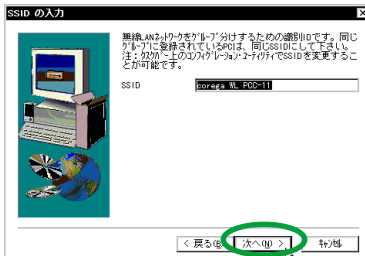 SSID の入力
無線LANネットワークをグループ分けするための識別IDです。同じ
グループに登録されているPCは、同じSSIDにして下さい。
注：タスクバー上のコンフィグレーション・ユーティリティでSSIDを変更するこ
とが可能です。
SSID
corega WL PCC-11
< 戻る(B)
次へ(N) >
キャンセル